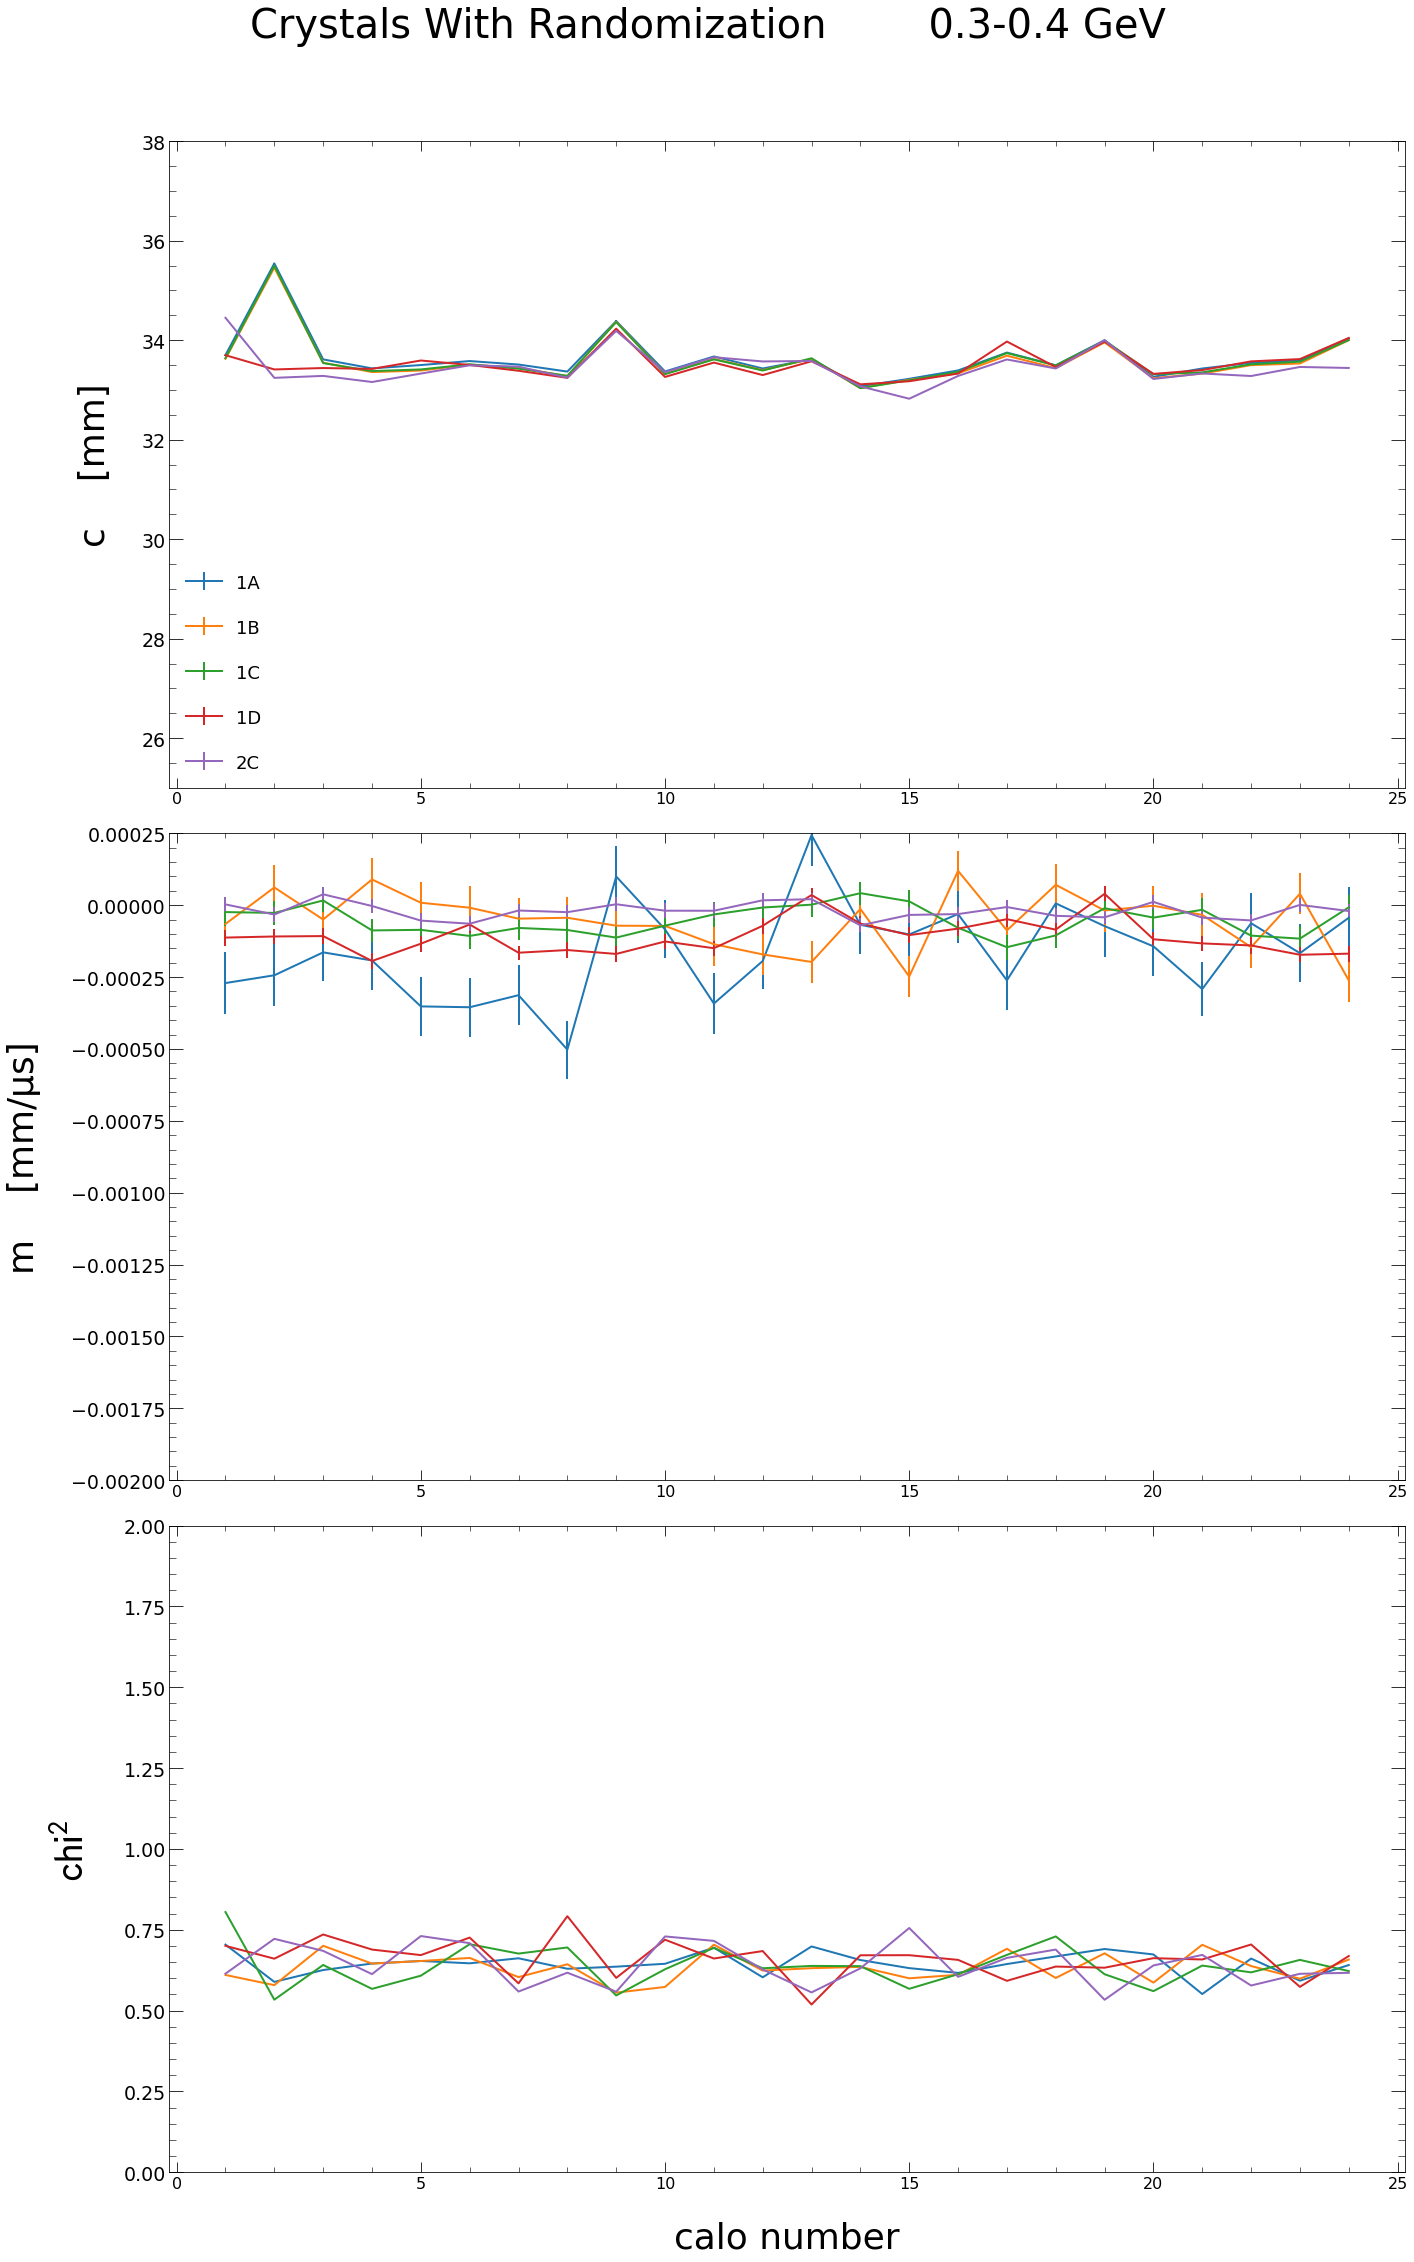 Crystals With Randomization 0.3-0.4 GeV
38
36
34
32
30
28
26
c [mm]
1A
1B
1C
1D
2C
0 5 10 15 20 25
0.00025
0.00000
−0.00025
−0.00050
−0.00075
−0.00100
−0.00125
−0.00150
−0.00175
−0.00200
m [mm/µs]
0 5 10 15 20 25
2.00
1.75
1.50
1.25
1.00
0.75
0.50
0.25
0.00
chi²
0 5 10 15 20 25
calo number